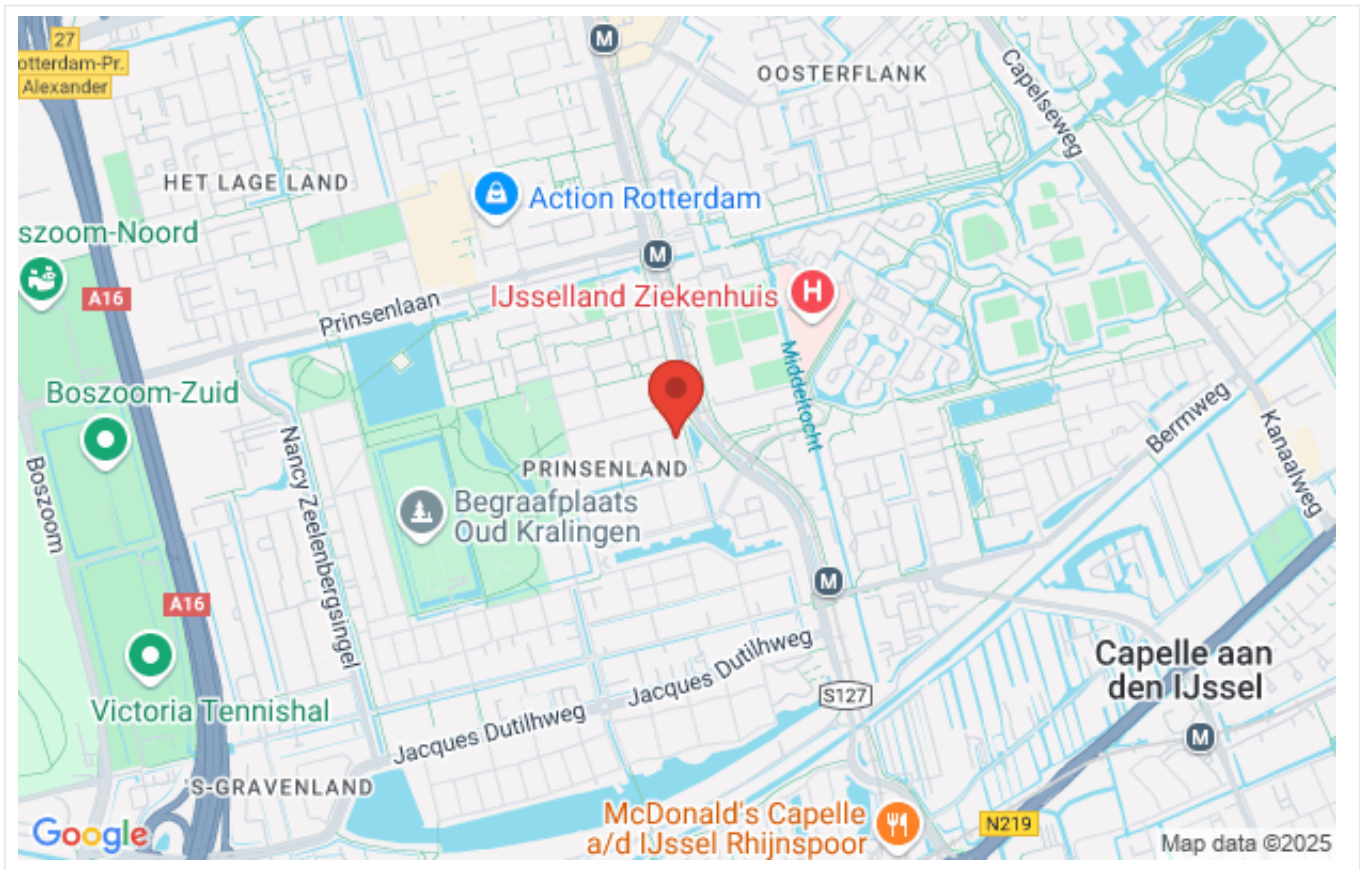 27
otterdam-Pr.
Alexander
M
OOSTERFLANK
Capelseweg
HET LAGE LAND
Action Rotterdam
szoom-Noord
M
A16
IJsselland Ziekenhuis
H
Prinsenlaan
Middeltocht
Boszoom-Zuid
Bermweg
Kanaalweg
Nancy Zeelenbergsingel
Boszoom
PRINSENLAND
Begraafplaats
Oud Kralingen
M
A16
Capelle aan
den IJssel
Jacques Dutilhweg
S127
Victoria Tennishal
Jacques Dutilhweg
M
'S-GRAVENLAND
McDonald's Capelle
a/d IJssel Rhijnspoor
N219
Google
Map data ©2025